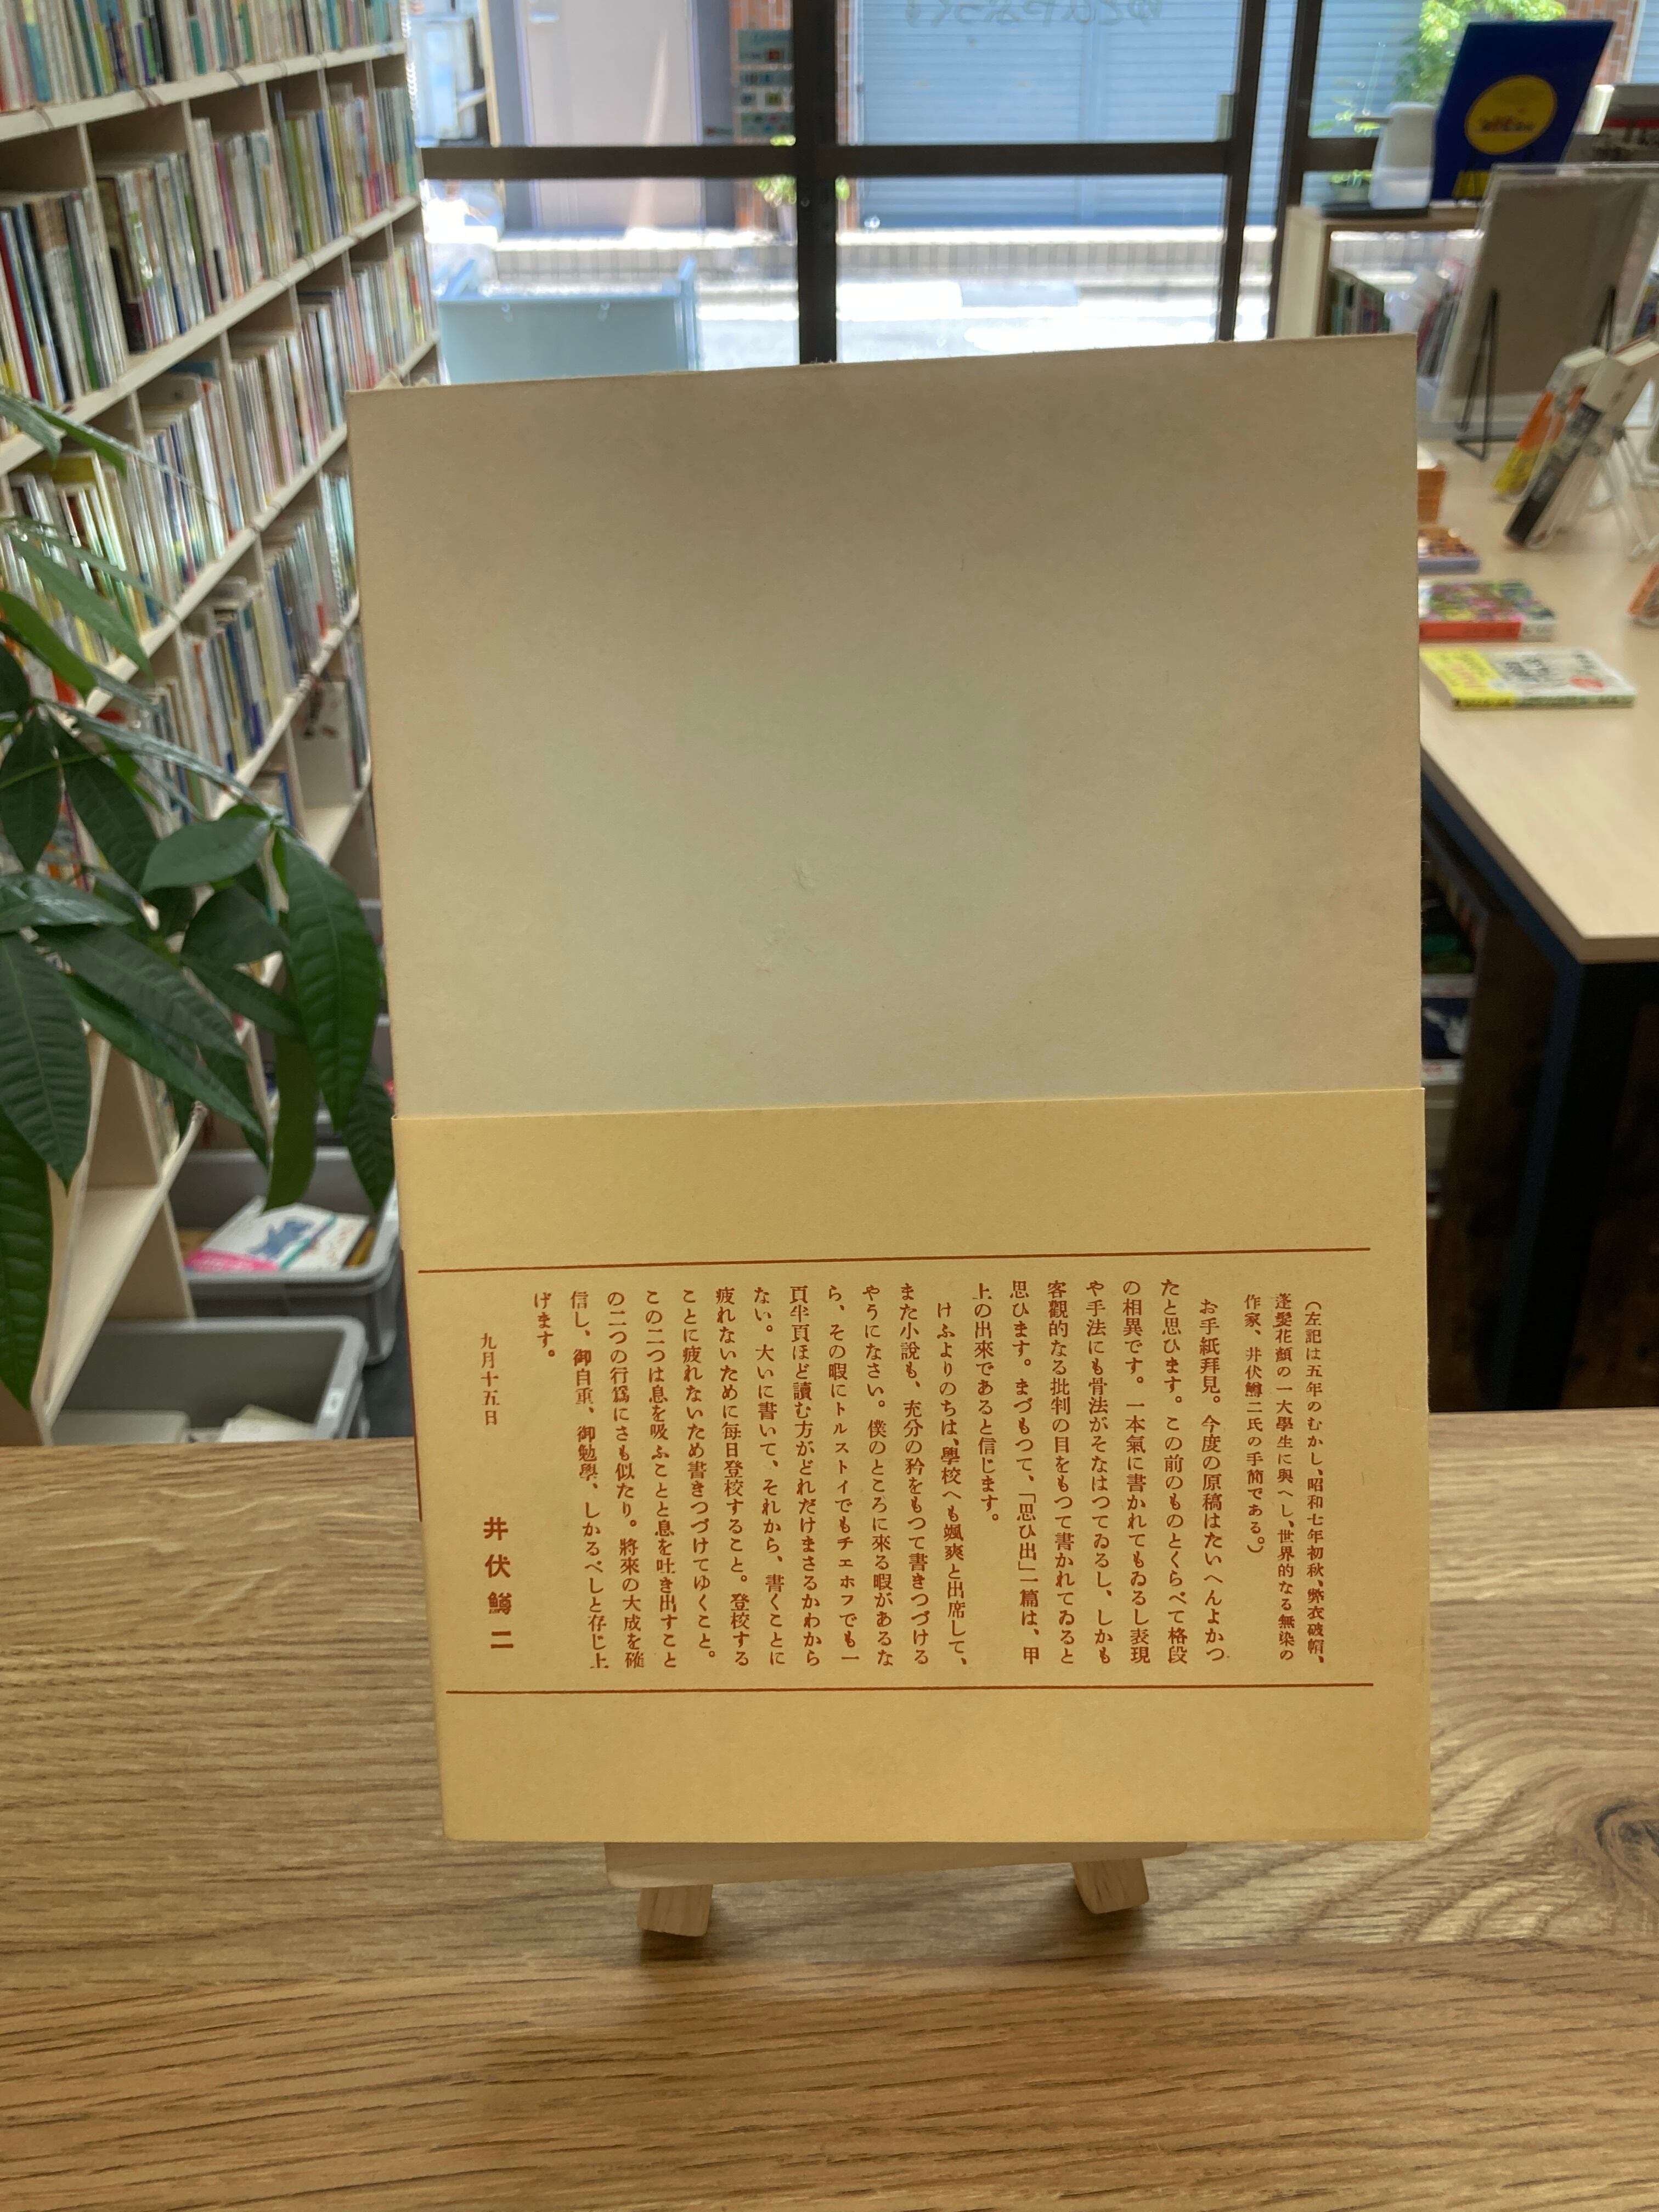 (左記は五年のむかし、昭和七年初秋、弊衣破帽、
蓬髪花顏の一大學生に與へし、世界的なる無染の
作家、井伏鱒二氏の手簡である。)
お手紙拜見。今度の原稿はたいへんよかつ
たと思ひます。この前のものとくらべて格段
の相異です。一本氣に書かれてもゐるし表現
や手法にも骨法がそなはつてゐるし、しかも
客觀的なる批判の目をもつて書かれてゐると
思ひます。まづもつて、「思ひ出」一篇は、甲
上の出來であると信じます。
けふよりのちは、學校へも颯爽と出席して、
また小說も、充分の矜をもつて書きつづける
やうになさい。僕のところに來る暇があるな
ら、その暇にトルストイでもチェホフでも一
頁半頁ほど讀む方がどれだけまさるかわから
ない。大いに書いて、それから、書くことに
疲れないために每日登校すること。登校する
ことに疲れないため書きつづけてゆくこと。
この二つは息を吸ふことと息を吐き出すこと
の二つの行爲にさも似たり。將來の大成を確
信し、御自重、御勉學、しかるべしと存じ上
げます。
九月十五日
井伏鱒二